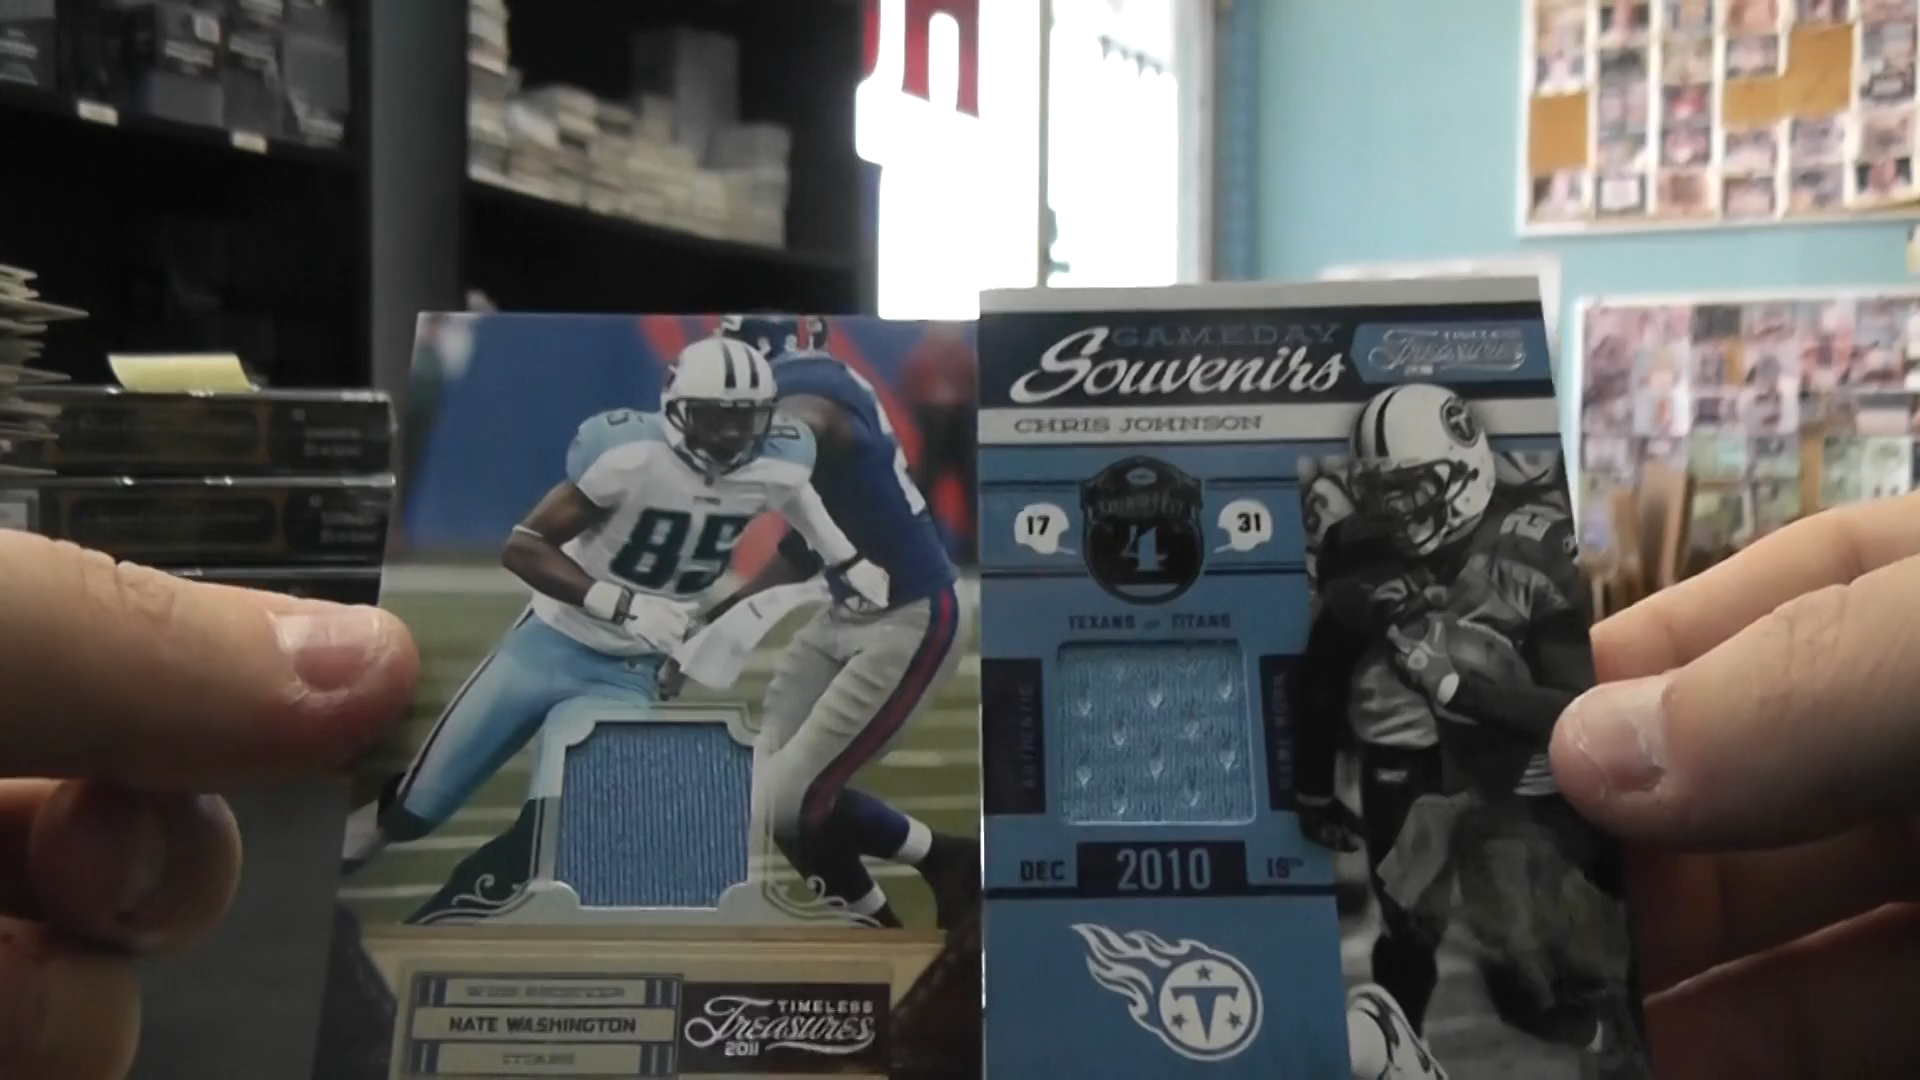 85
85
WIDE RECEIVER
NATE WASHINGTON
TITANS
TIMELESS
Treasures
2011
GAMEDAY
Souvenirs
Treasures
CHRIS JOHNSON
17 4 31
TEXANS TITANS
AUTHENTIC
GAME WORN
DEC 2010 19TH
T